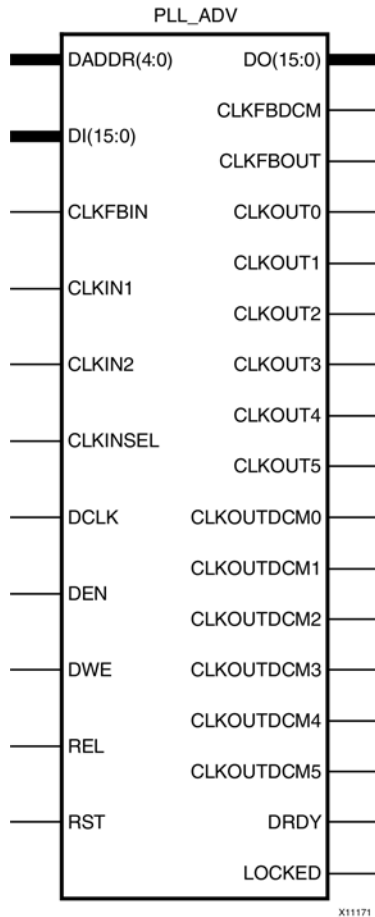 PLL_ADV
DADDR(4:0) DO(15:0)
CLKFBDCM
DI(15:0)
CLKFBOUT
CLKFBIN CLKOUT0
CLKOUT1
CLKIN1
CLKOUT2
CLKIN2 CLKOUT3
CLKOUT4
CLKINSEL
CLKOUT5
DCLK CLKOUTDCM0
CLKOUTDCM1
DEN
CLKOUTDCM2
DWE CLKOUTDCM3
CLKOUTDCM4
REL
CLKOUTDCM5
RST DRDY
LOCKED
X11171